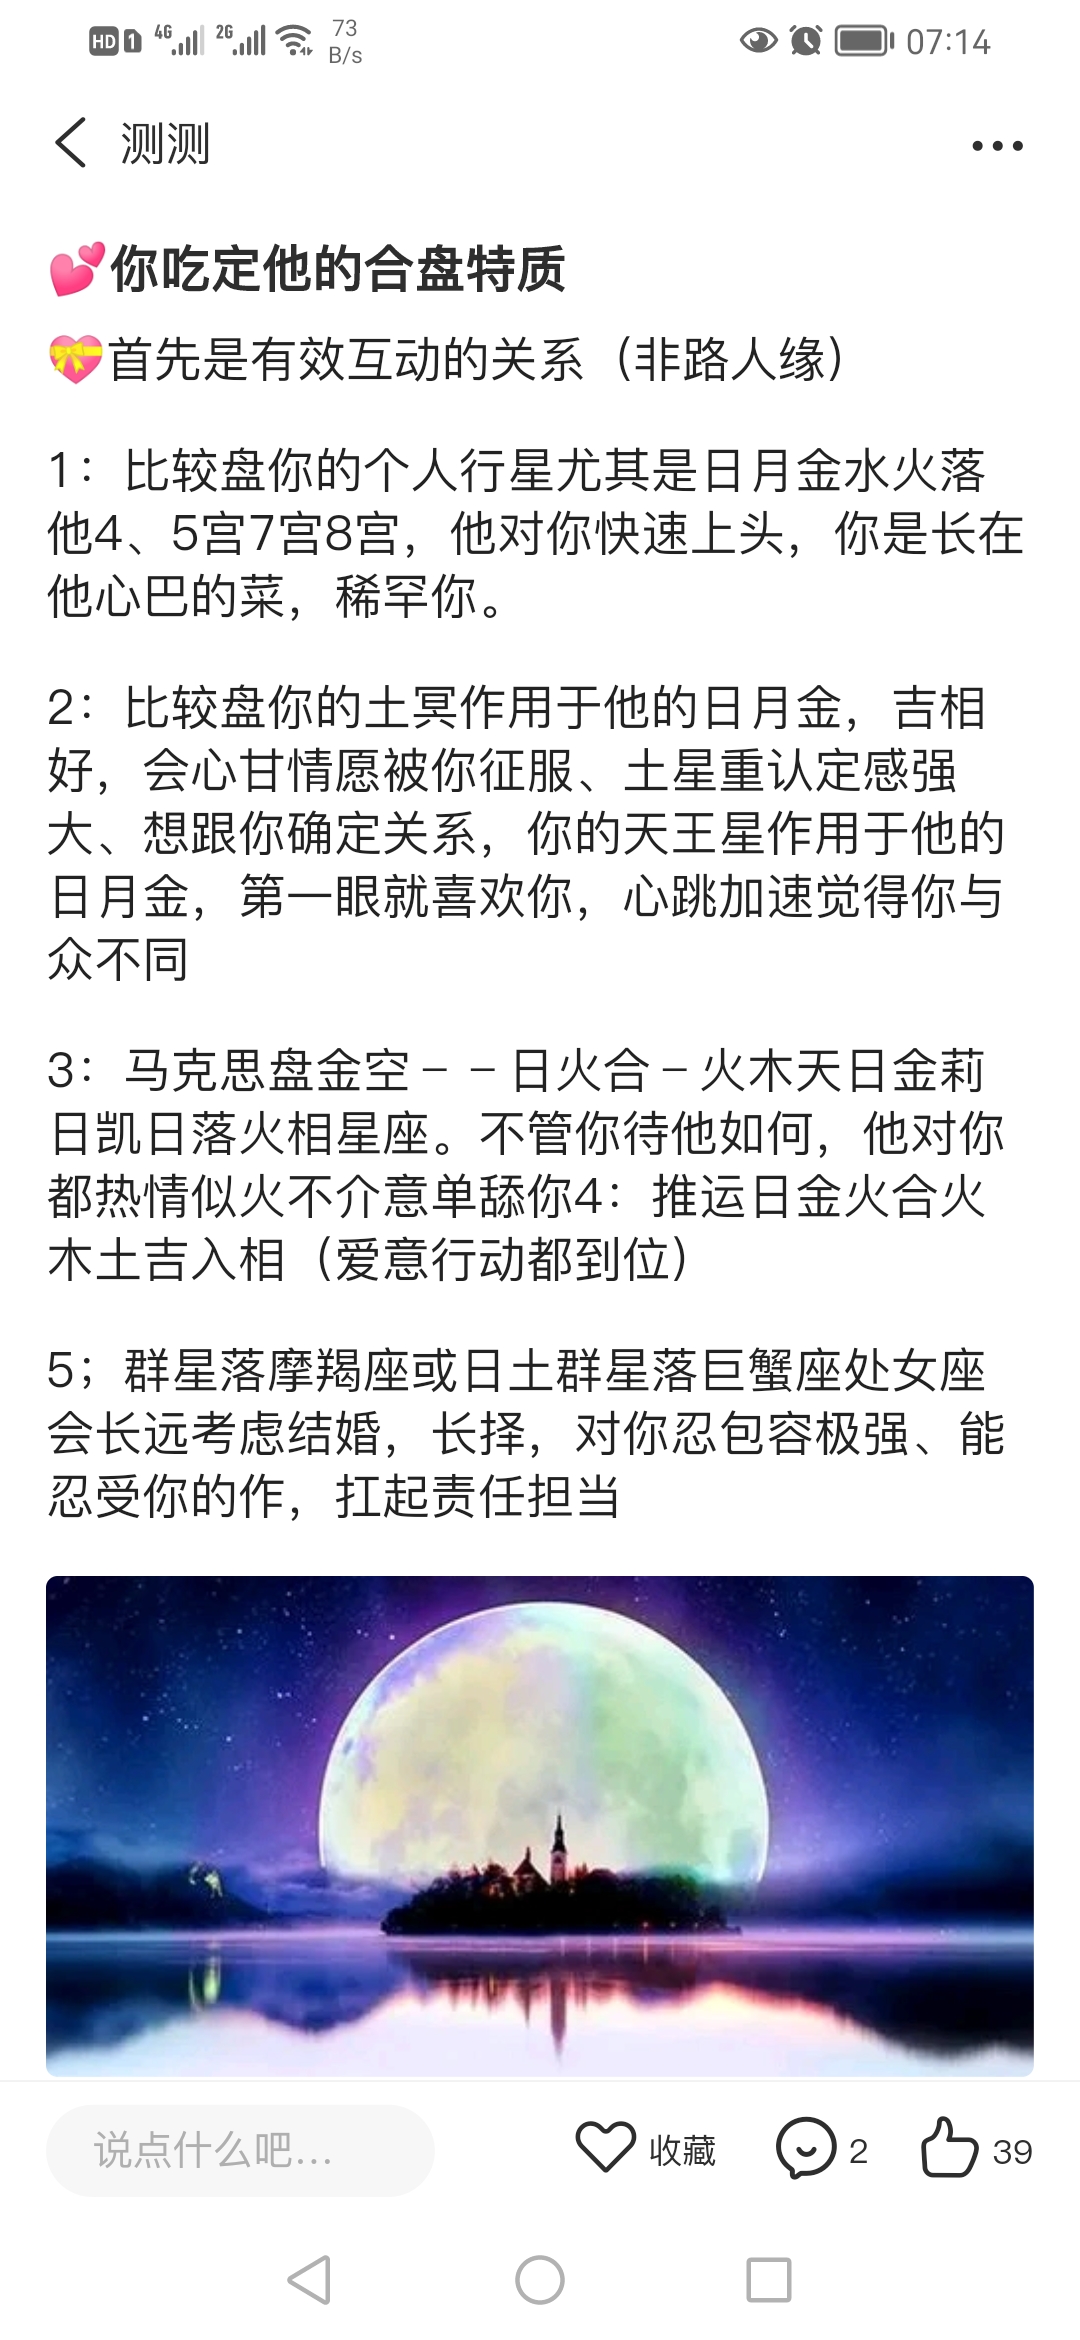 HD 1 4G 2G 73 B/s 07:14
测测
💕你吃定他的合盘特质
💝首先是有效互动的关系（非路人缘）
1：比较盘你的个人行星尤其是日月金水火落
他4、5宫7宫8宫，他对你快速上头，你是长在
他心巴的菜，稀罕你。
2：比较盘你的土冥作用于他的日月金，吉相
好，会心甘情愿被你征服、土星重认定感强
大、想跟你确定关系，你的天王星作用于他的
日月金，第一眼就喜欢你，心跳加速觉得你与
众不同
3：马克思盘金空－－日火合－火木天日金莉
日凯日落火相星座。不管你待他如何，他对你
都热情似火不介意单舔你4：推运日金火合火
木土吉入相（爱意行动都到位）
5；群星落摩羯座或日土群星落巨蟹座处女座
会长远考虑结婚，长择，对你忍包容极强、能
忍受你的作，扛起责任担当
说点什么吧... 收藏 2 39